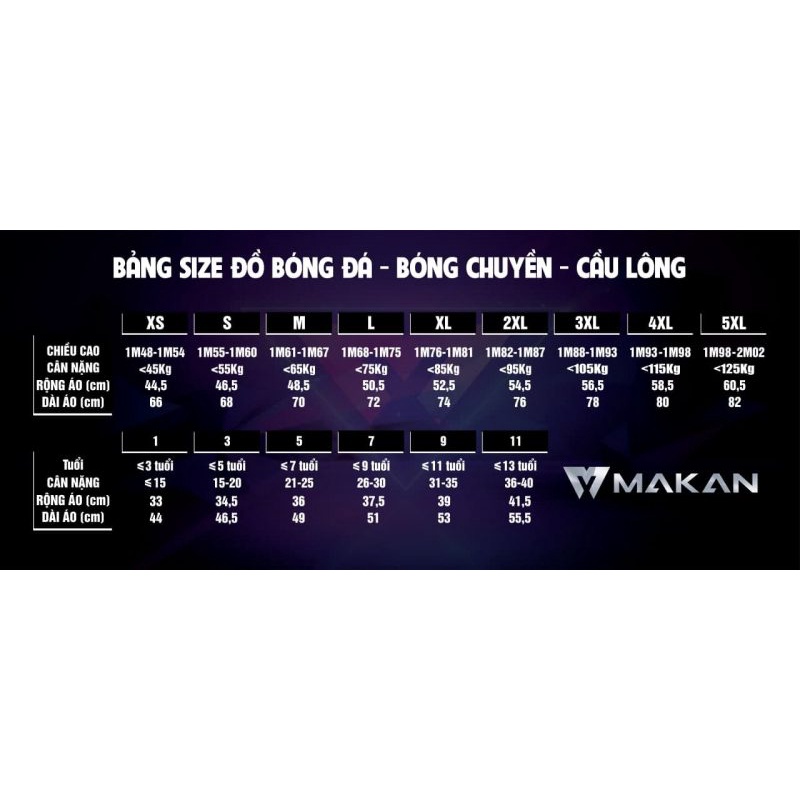 BẢNG SIZE ĐỒ BÓNG ĐÁ - BÓNG CHUYỀN - CẦU LÔNG
XS S M L XL 2XL 3XL 4XL 5XL
CHIỀU CAO 1M48-1M54 1M55-1M60 1M61-1M67 1M68-1M75 1M76-1M81 1M82-1M87 1M88-1M93 1M93-1M98 1M98-2M02
CÂN NẶNG <45Kg <55Kg <65Kg <75Kg <85Kg <95Kg <105Kg <115Kg <125Kg
RỘNG ÁO (cm) 44,5 46,5 48,5 50,5 52,5 54,5 56,5 58,5 60,5
DÀI ÁO (cm) 66 68 70 72 74 76 78 80 82
1 3 5 7 9 11
Tuổi ⩽3 tuổi ⩽5 tuổi ⩽7 tuổi ⩽9 tuổi ⩽11 tuổi ⩽13 tuổi
CÂN NẶNG ⩽15 15-20 21-25 26-30 31-35 36-40
RỘNG ÁO (cm) 33 34,5 36 37,5 39 41,5
DÀI ÁO (cm) 44 46,5 49 51 53 55,5
MAKAN